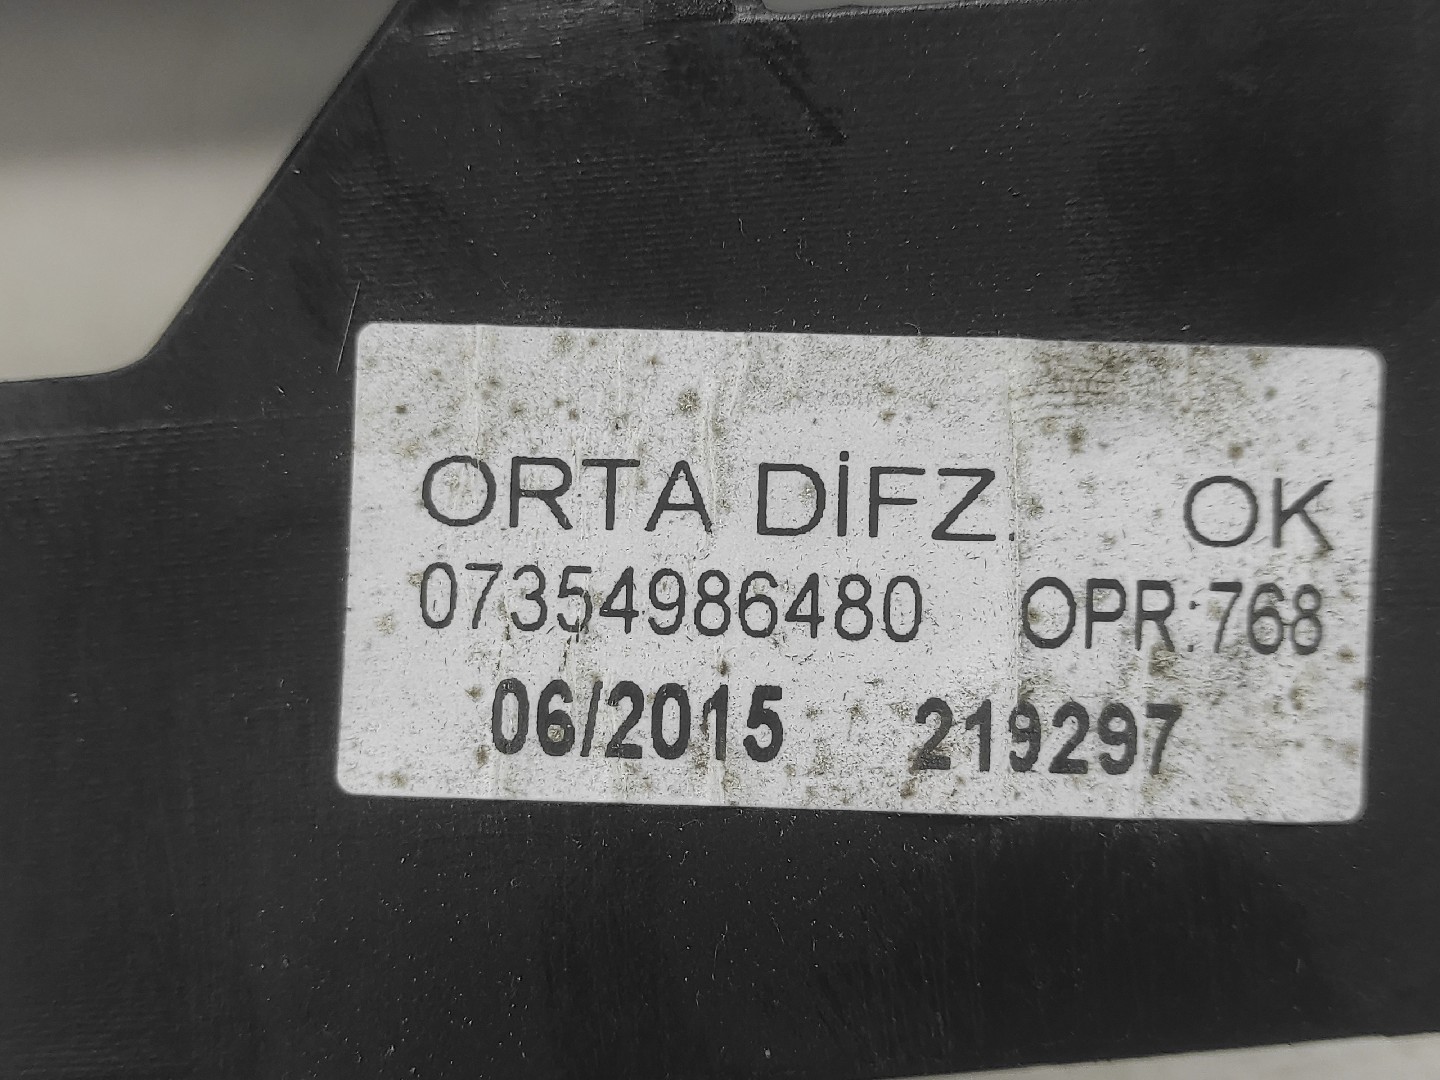 ORTA DİFZ. OK
07354986480 OPR:768
06/2015 219297